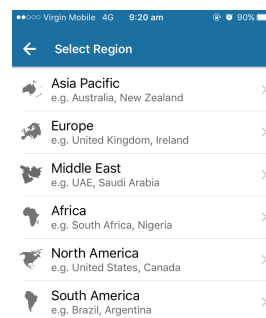 Virgin Mobile 4G 9:20 am 90%
Select Region
Asia Pacific
e.g. Australia, New Zealand
Europe
e.g. United Kingdom, Ireland
Middle East
e.g. UAE, Saudi Arabia
Africa
e.g. South Africa, Nigeria
North America
e.g. United States, Canada
South America
e.g. Brazil, Argentina